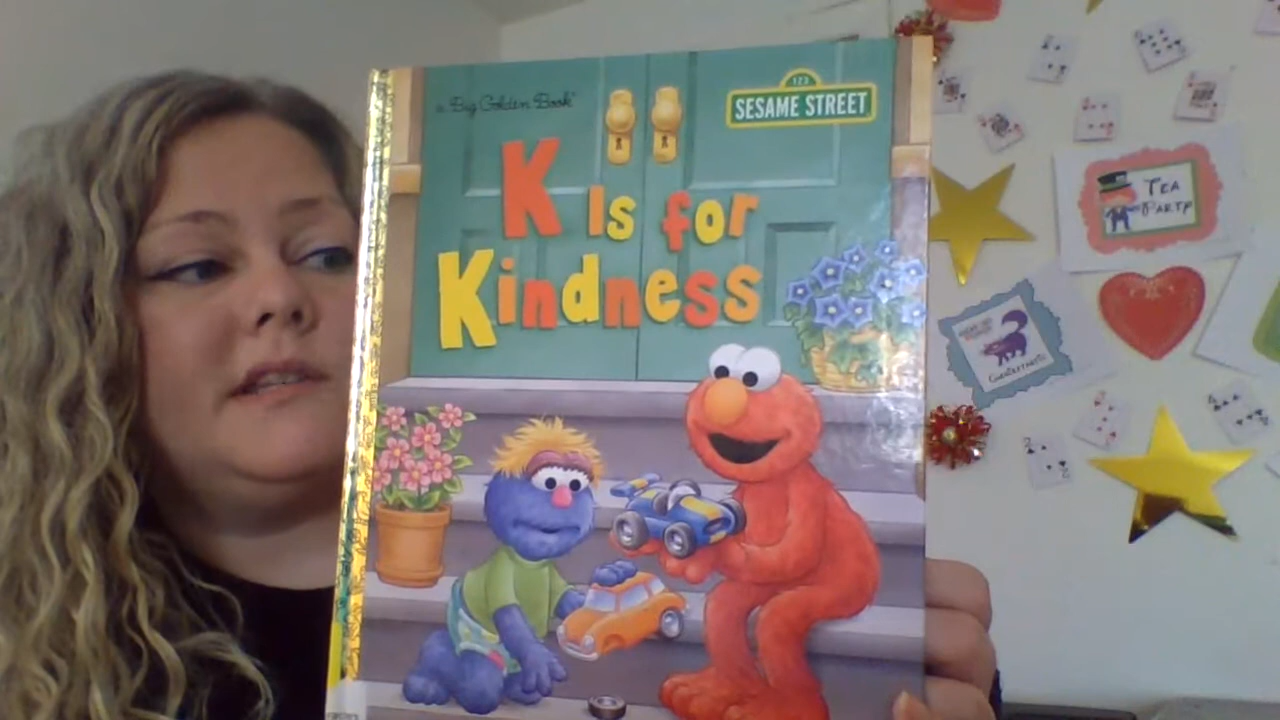 a Big Golden Book
123
SESAME STREET
K Is for
Kindness
TEA
PARTY